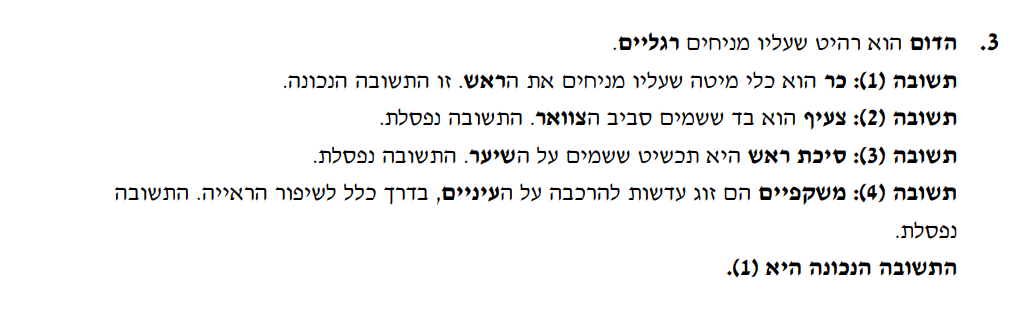 3. הדום הוא רהיט שעליו מניחים רגליים.
תשובה (1): כר הוא כלי מיטה שעליו מניחים את הראש. זו התשובה הנכונה.
תשובה (2): צעיף הוא בד ששמים סביב הצוואר. התשובה נפסלת.
תשובה (3): סיכת ראש היא תכשיט ששמים על השיער. התשובה נפסלת.
תשובה (4): משקפיים הם זוג עדשות להרכבה על העיניים, בדרך כלל לשיפור הראייה. התשובה
נפסלת.
התשובה הנכונה היא (1).